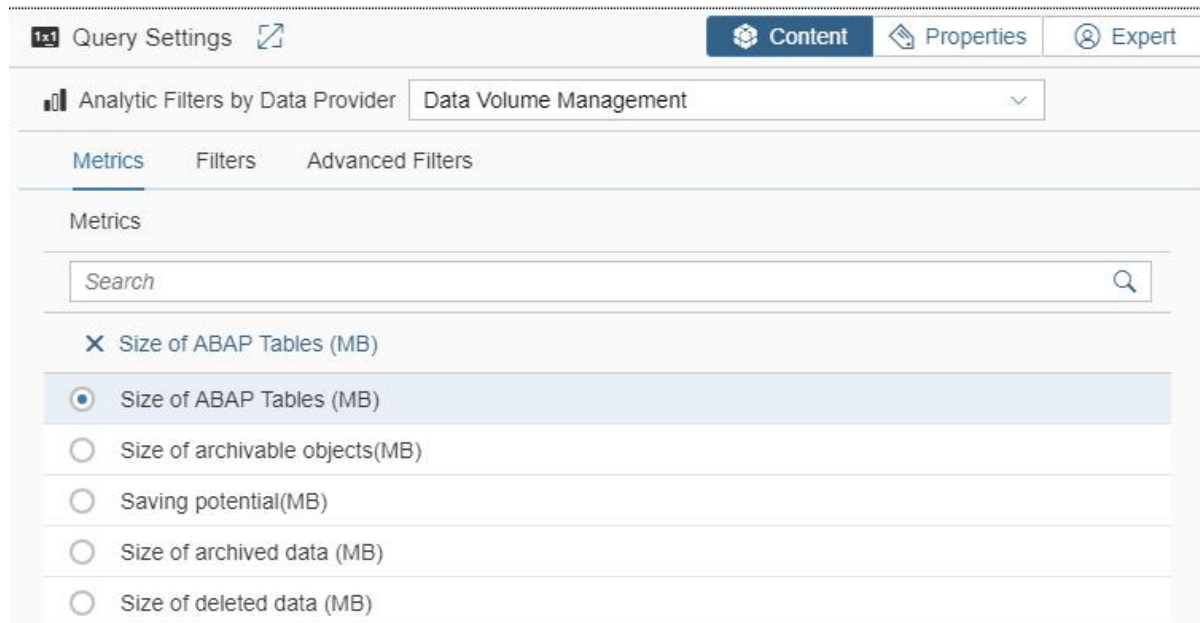 1x1 Query Settings Content Properties Expert
Analytic Filters by Data Provider Data Volume Management
Metrics Filters Advanced Filters
Metrics
Search
Size of ABAP Tables (MB)
Size of ABAP Tables (MB)
Size of archivable objects(MB)
Saving potential(MB)
Size of archived data (MB)
Size of deleted data (MB)